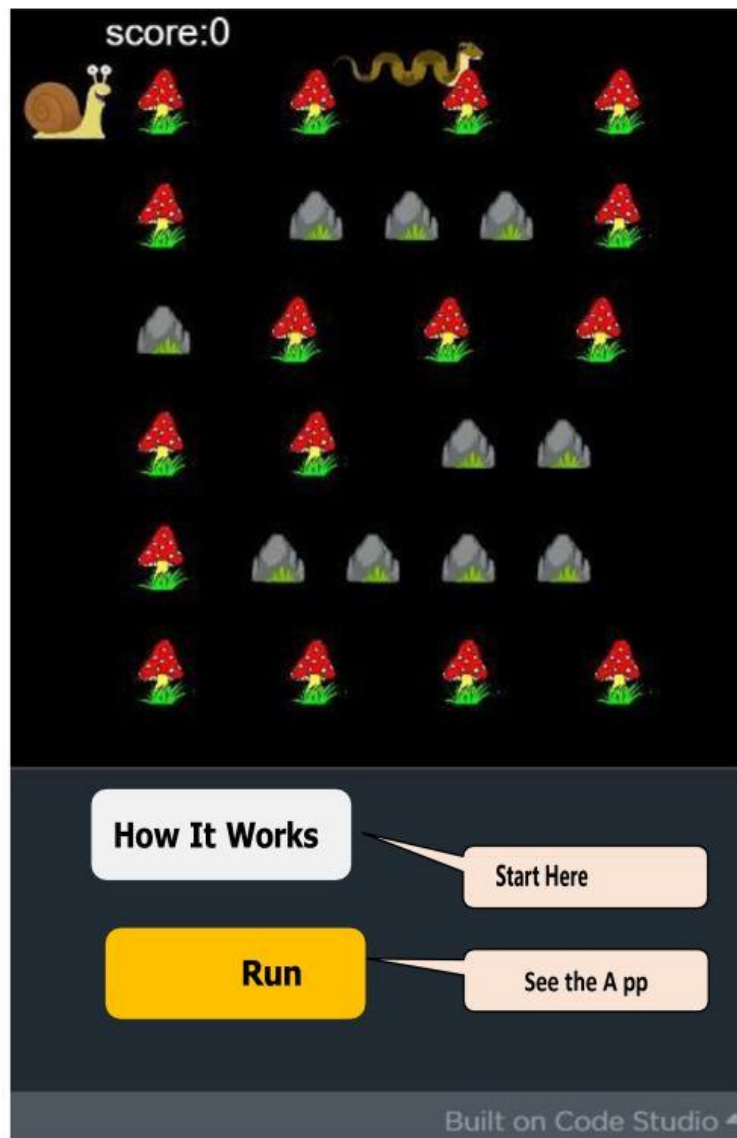 score:0
How It Works
Start Here
Run
See the A pp
Built on Code Studio